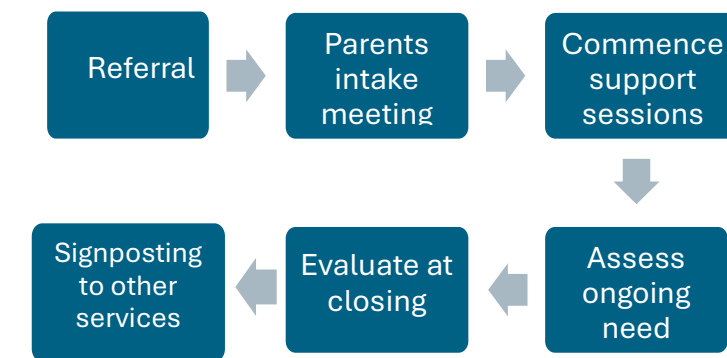 Referral
Parents
intake
meeting
Commence
support
sessions
Assess
ongoing
need
Evaluate at
closing
Signposting
to other
services